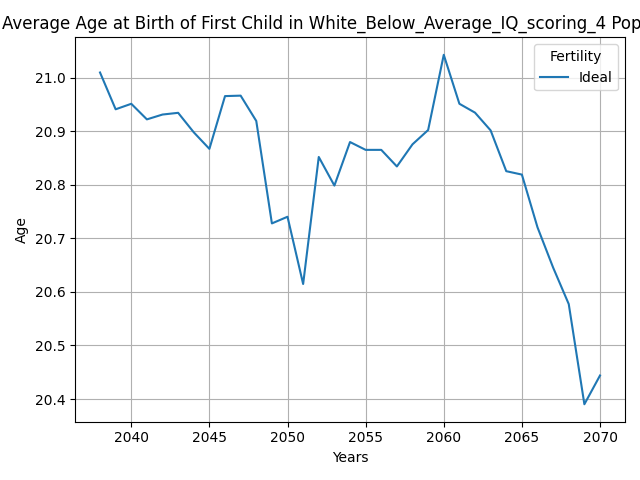 Average Age at Birth of First Child in White_Below_Average_IQ_scoring_4 Pop
Fertility
Ideal
21.0
20.9
20.8
20.7
20.6
20.5
20.4
Age
2040 2045 2050 2055 2060 2065 2070
Years